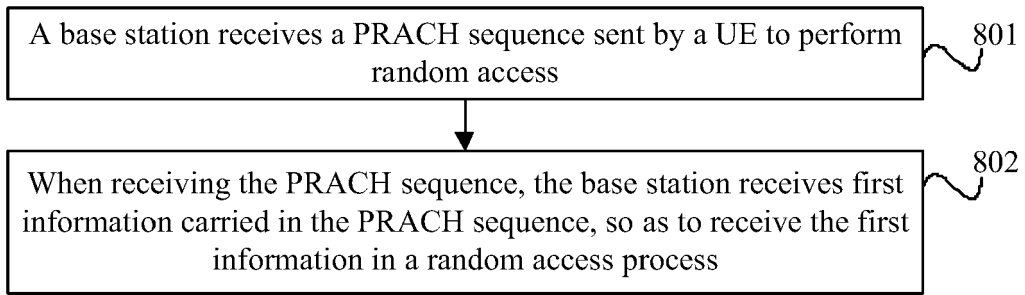 A base station receives a PRACH sequence sent by a UE to perform
random access
801
When receiving the PRACH sequence, the base station receives first
information carried in the PRACH sequence, so as to receive the first
information in a random access process
802